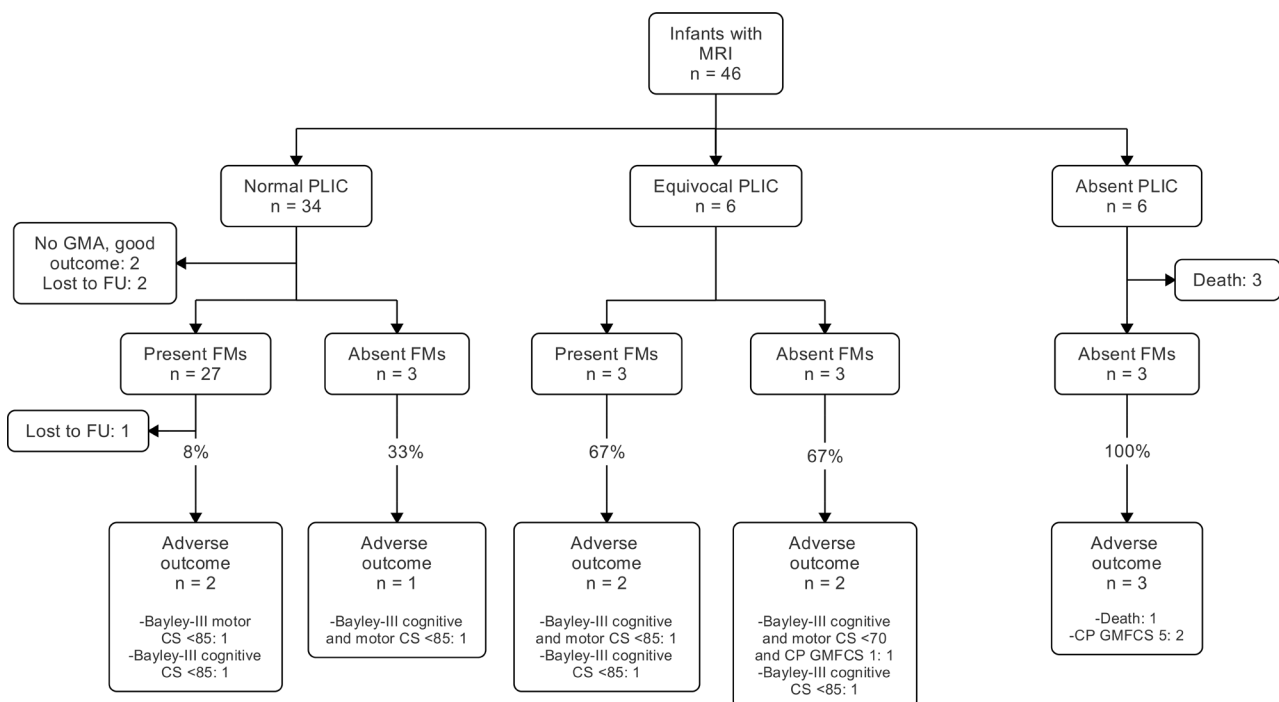 Infants with
MRI
n = 46
Normal PLIC
n = 34
Equivocal PLIC
n = 6
Absent PLIC
n = 6
No GMA, good
outcome: 2
Lost to FU: 2
Death: 3
Present FMs
n = 27
Absent FMs
n = 3
Present FMs
n = 3
Absent FMs
n = 3
Absent FMs
n = 3
Lost to FU: 1
8%
33%
67%
67%
100%
Adverse
outcome
n = 2
-Bayley-III motor
CS <85: 1
-Bayley-III cognitive
CS <85: 1
Adverse
outcome
n = 1
-Bayley-III cognitive
and motor CS <85: 1
Adverse
outcome
n = 2
-Bayley-III cognitive
and motor CS <85: 1
-Bayley-III cognitive
CS <85: 1
Adverse
outcome
n = 2
-Bayley-III cognitive
and motor CS <70
and CP GMFCS 1: 1
-Bayley-III cognitive
CS <85: 1
Adverse
outcome
n = 3
-Death: 1
-CP GMFCS 5: 2